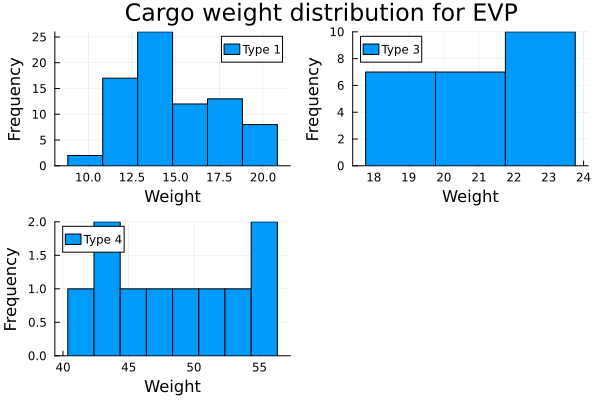 Cargo weight distribution for EVP
Frequency
25
20
15
10
5
0
Type 1
10.0 12.5 15.0 17.5 20.0
Weight
Frequency
10
8
6
4
2
0
Type 3
18 19 20 21 22 23 24
Weight
Frequency
2.0
1.5
1.0
0.5
0.0
Type 4
40 45 50 55
Weight